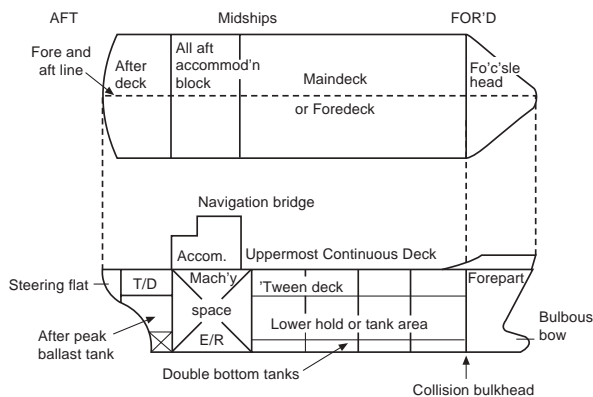 AFT
Midships
FOR'D
Fore and
aft line
After
deck
All aft
accommod'n
block
Maindeck
or Foredeck
Fo'c'sle
head
Navigation bridge
Accom.
Uppermost Continuous Deck
Steering flat
T/D
Mach'y
space
E/R
'Tween deck
Forepart
Lower hold or tank area
After peak
ballast tank
Bulbous
bow
Double bottom tanks
Collision bulkhead